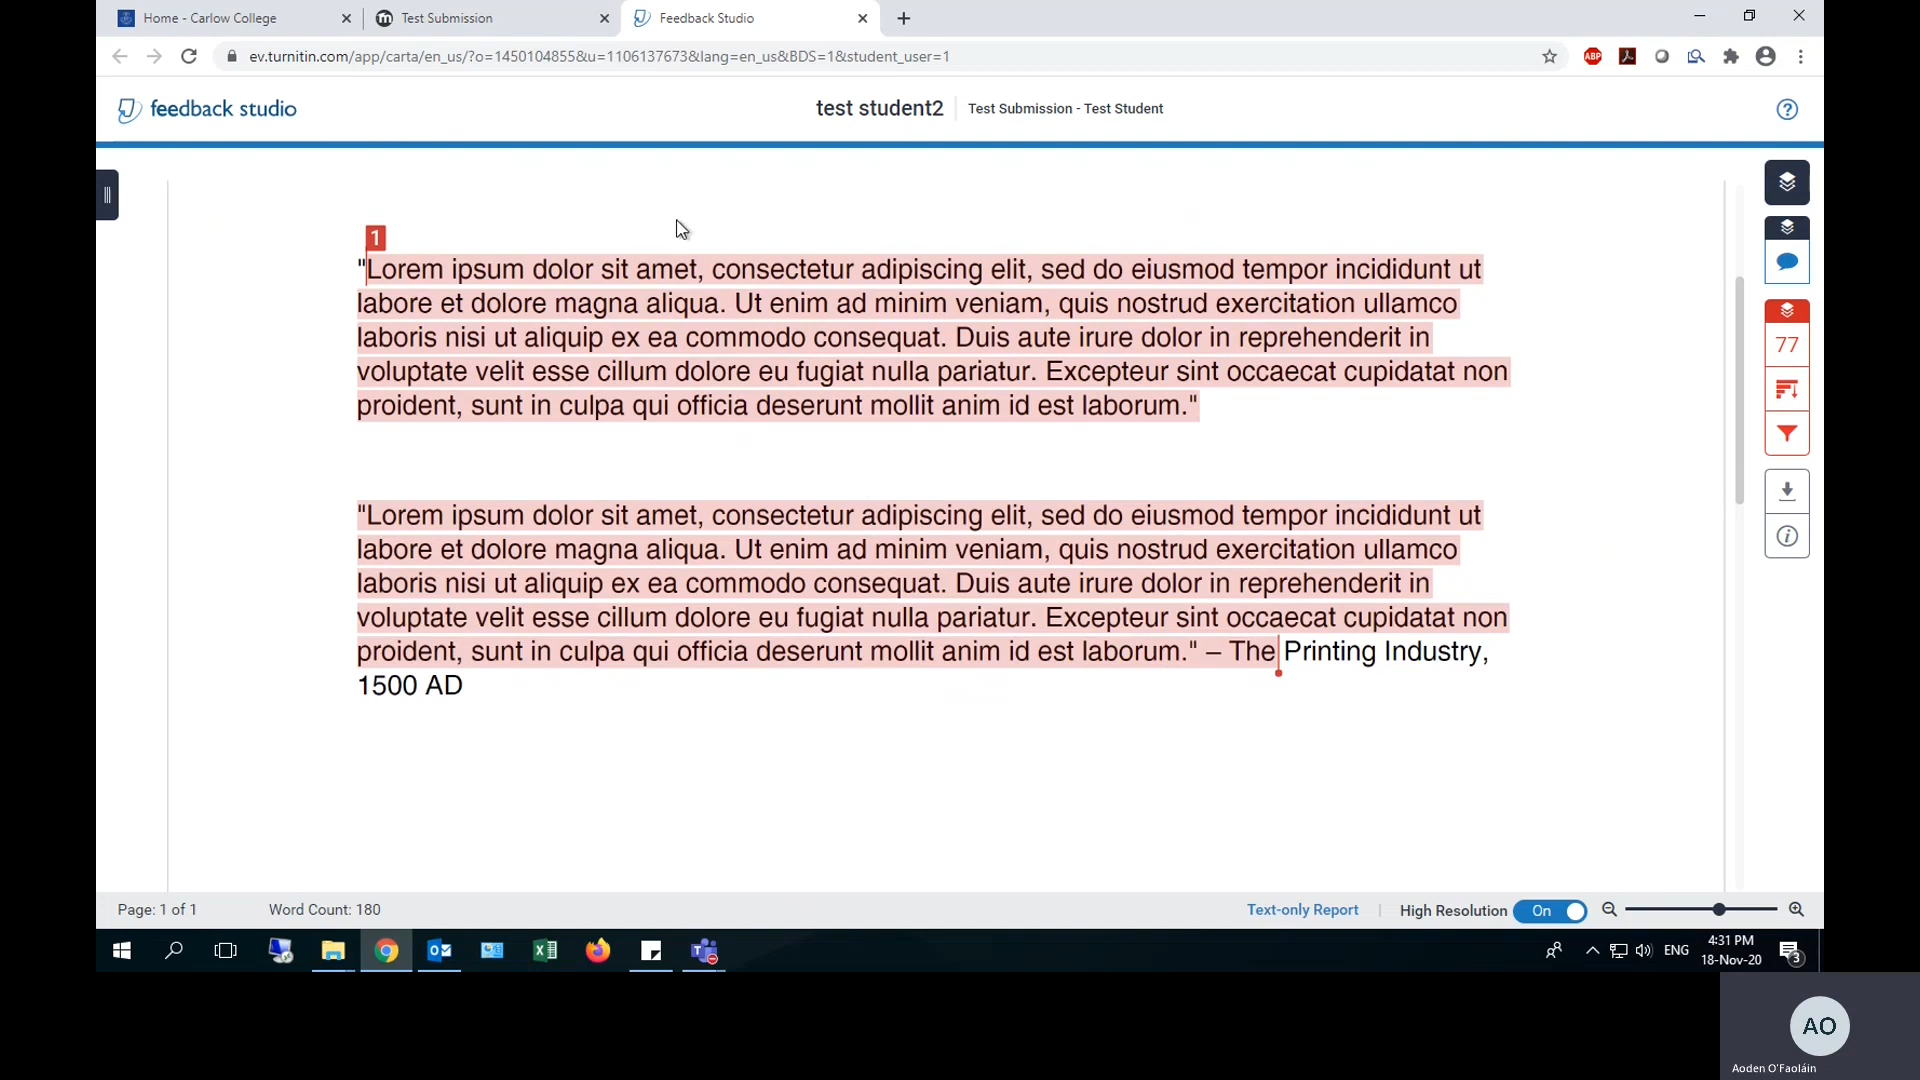 Home - Carlow College
Test Submission
Feedback Studio
ev.turnitin.com/app/carta/en_us/?o=1450104855&u=1106137673&lang=en_us&BDS=1&student_user=1
ABP
feedback studio
test student2
Test Submission - Test Student
1
"Lorem ipsum dolor sit amet, consectetur adipiscing elit, sed do eiusmod tempor incididunt ut
labore et dolore magna aliqua. Ut enim ad minim veniam, quis nostrud exercitation ullamco
laboris nisi ut aliquip ex ea commodo consequat. Duis aute irure dolor in reprehenderit in
voluptate velit esse cillum dolore eu fugiat nulla pariatur. Excepteur sint occaecat cupidatat non
proident, sunt in culpa qui officia deserunt mollit anim id est laborum."
77
"Lorem ipsum dolor sit amet, consectetur adipiscing elit, sed do eiusmod tempor incididunt ut
labore et dolore magna aliqua. Ut enim ad minim veniam, quis nostrud exercitation ullamco
laboris nisi ut aliquip ex ea commodo consequat. Duis aute irure dolor in reprehenderit in
voluptate velit esse cillum dolore eu fugiat nulla pariatur. Excepteur sint occaecat cupidatat non
proident, sunt in culpa qui officia deserunt mollit anim id est laborum." – The Printing Industry,
1500 AD
Page: 1 of 1
Word Count: 180
Text-only Report
High Resolution
On
ENG
4:31 PM
18-Nov-20
3
AO
Aoden O'Faoláin